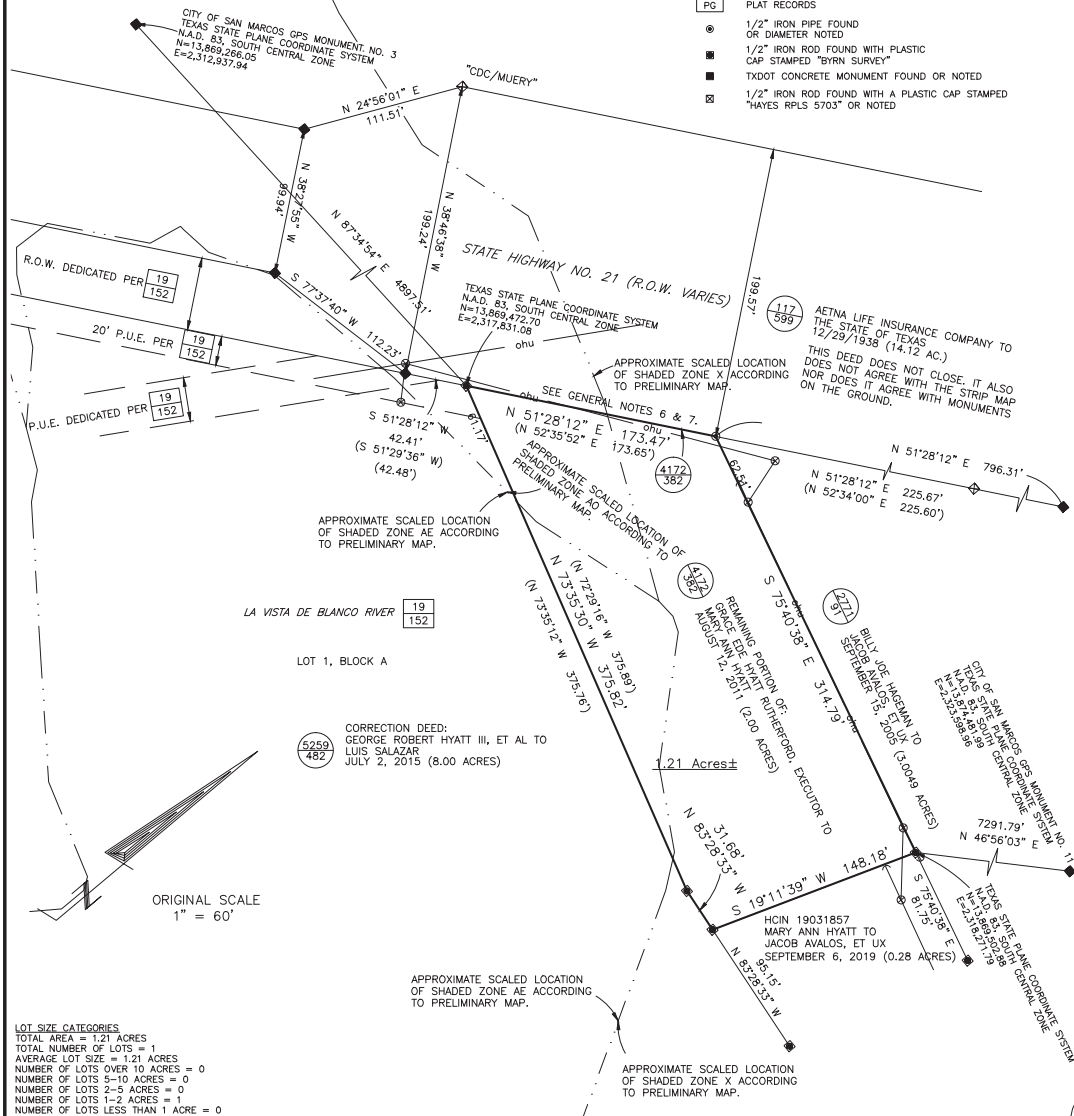 PG PLAT RECORDS
1/2" IRON PIPE FOUND
OR DIAMETER NOTED
1/2" IRON ROD FOUND WITH PLASTIC
CAP STAMPED "BYRN SURVEY"
TXDOT CONCRETE MONUMENT FOUND OR NOTED
1/2" IRON ROD FOUND WITH A PLASTIC CAP STAMPED
"HAYES RPLS 5703" OR NOTED
CITY OF SAN MARCOS GPS MONUMENT NO. 3
TEXAS STATE PLANE COORDINATE SYSTEM
N.A.D. 83, SOUTH CENTRAL ZONE
N=13,869,266.05
E=2,312,937.94
"CDC/MUERY"
N 24°56'01" E
111.51'
N 38°27'55" W
99.94'
N 38°46'38" W
199.24'
N 87°34'54" E 4897.51'
STATE HIGHWAY NO. 21 (R.O.W. VARIES)
199.57'
R.O.W. DEDICATED PER
19
152
S 77°37'40" W 112.23'
20' P.U.E. PER
19
152
P.U.E. DEDICATED PER
19
152
TEXAS STATE PLANE COORDINATE SYSTEM
N.A.D. 83, SOUTH CENTRAL ZONE
N=13,869,472.70
E=2,317,831.08
ohu
117
599
AETNA LIFE INSURANCE COMPANY TO
THE STATE OF TEXAS
12/29/1938 (14.12 AC.)
THIS DEED DOES NOT CLOSE. IT ALSO
DOES NOT AGREE WITH THE STRIP MAP
NOR DOES IT AGREE WITH MONUMENTS
ON THE GROUND.
APPROXIMATE SCALED LOCATION
OF SHADED ZONE X ACCORDING
TO PRELIMINARY MAP.
SEE GENERAL NOTES 6 & 7.
ohu
ohu
N 51°28'12" E 173.47'
(N 52°35'52" E 173.65')
S 51°28'12" W
42.41'
(S 51°29'36" W)
(42.48')
61.17'
62.54'
4172
382
N 51°28'12" E 796.31'
N 51°28'12" E 225.67'
(N 52°34'00" E 225.60')
APPROXIMATE SCALED LOCATION OF
SHADED ZONE AO ACCORDING TO
PRELIMINARY MAP.
APPROXIMATE SCALED LOCATION
OF SHADED ZONE AE ACCORDING
TO PRELIMINARY MAP.
(N 72°29'16" W 375.89')
N 73°35'30" W 375.82'
(N 73°35'12" W 375.76')
4172
382
REMAINING PORTION OF:
GRACE EDE HYATT RUTHERFORD, EXECUTOR TO
MARY ANN HYATT
AUGUST 12, 2011 (2.00 ACRES)
S 75°40'38" E 314.79'
ohu
ohu
2771
91
BILLY JOE HAGEMAN TO
JACOB AVALOS, ET UX
SEPTEMBER 15, 2005 (3.0049 ACRES)
LA VISTA DE BLANCO RIVER
19
152
LOT 1, BLOCK A
CORRECTION DEED:
GEORGE ROBERT HYATT III, ET AL TO
LUIS SALAZAR
JULY 2, 2015 (8.00 ACRES)
5259
482
1.21 Acres±
CITY OF SAN MARCOS GPS MONUMENT NO. 11
TEXAS STATE PLANE COORDINATE SYSTEM
N.A.D. 83, SOUTH CENTRAL ZONE
N=13,874,481.99
E=2,323,598.96
7291.79'
N 46°56'03" E
31.68'
N 83°28'33" W
S 19°11'39" W 148.18'
S 75°40'38" E
81.75'
HCIN 19031857
MARY ANN HYATT TO
JACOB AVALOS, ET UX
SEPTEMBER 6, 2019 (0.28 ACRES)
TEXAS STATE PLANE COORDINATE SYSTEM
N.A.D. 83, SOUTH CENTRAL ZONE
N=13,869,502.88
E=2,318,271.79
95.15'
N 83°28'33" W
ORIGINAL SCALE
1" = 60'
APPROXIMATE SCALED LOCATION
OF SHADED ZONE AE ACCORDING
TO PRELIMINARY MAP.
APPROXIMATE SCALED LOCATION
OF SHADED ZONE X ACCORDING
TO PRELIMINARY MAP.
LOT SIZE CATEGORIES
TOTAL AREA = 1.21 ACRES
TOTAL NUMBER OF LOTS = 1
AVERAGE LOT SIZE = 1.21 ACRES
NUMBER OF LOTS OVER 10 ACRES = 0
NUMBER OF LOTS 5-10 ACRES = 0
NUMBER OF LOTS 2-5 ACRES = 0
NUMBER OF LOTS 1-2 ACRES = 1
NUMBER OF LOTS LESS THAN 1 ACRE = 0